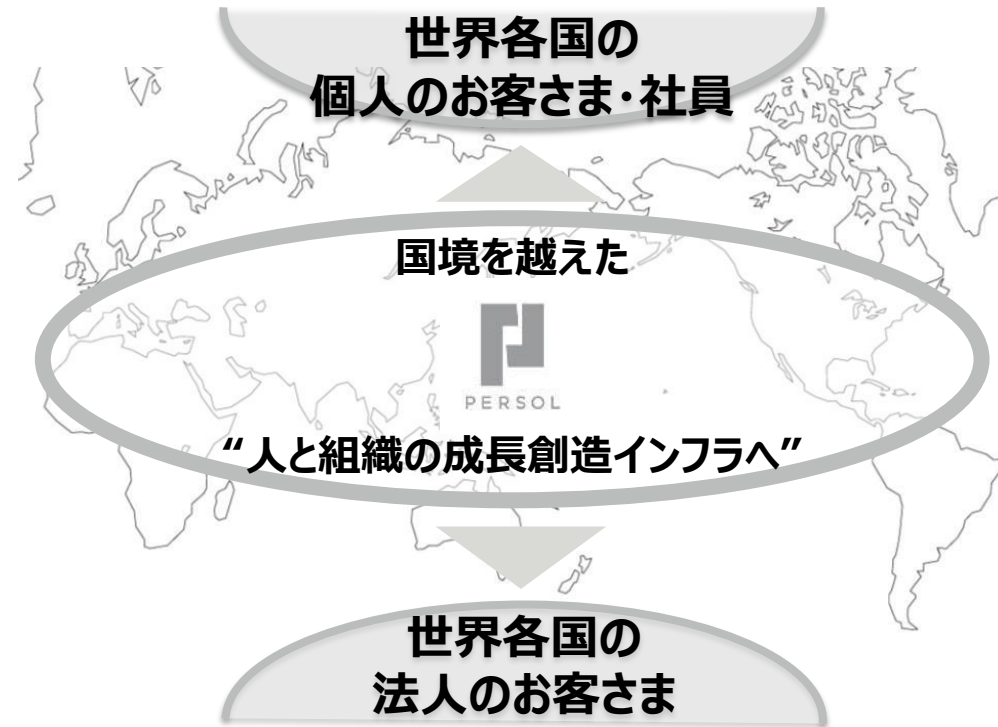 世界各国の
個人のお客さま・社員
国境を越えた
PERSOL
“人と組織の成長創造インフラへ”
世界各国の
法人のお客さま